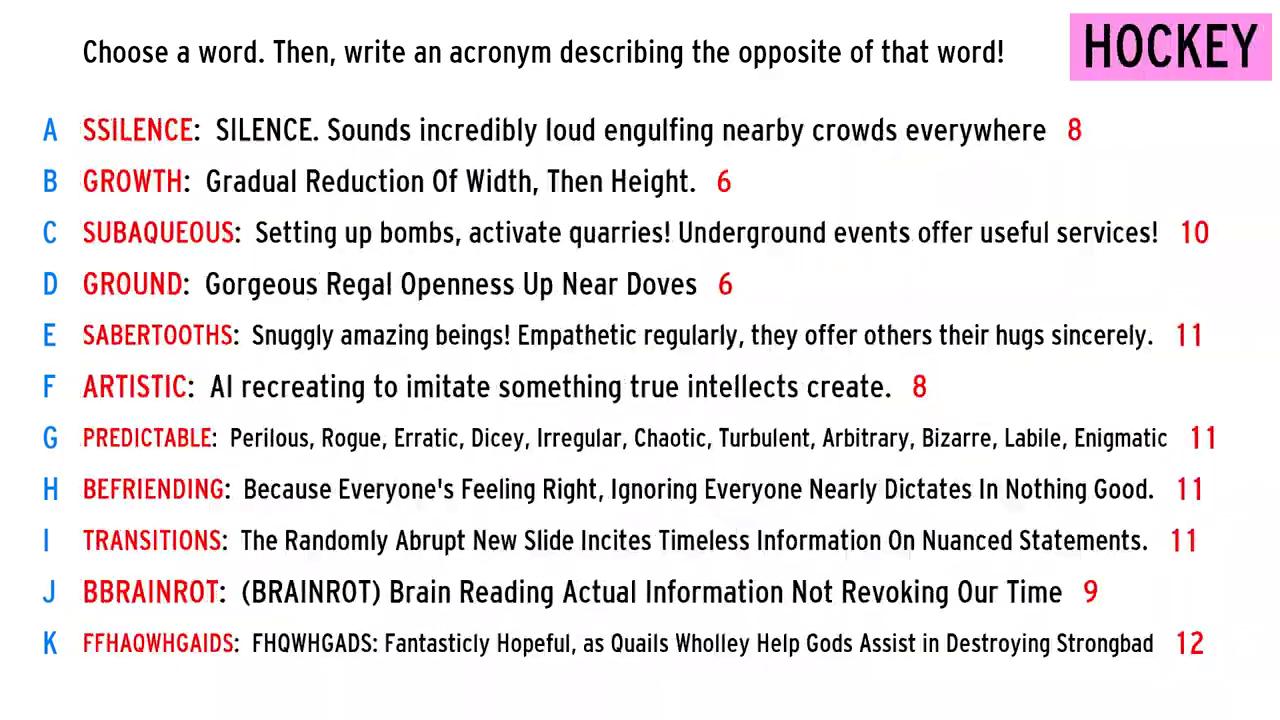 Choose a word. Then, write an acronym describing the opposite of that word!
HOCKEY
A SSILENCE: SILENCE. Sounds incredibly loud engulfing nearby crowds everywhere 8
B GROWTH: Gradual Reduction Of Width, Then Height. 6
C SUBAQUEOUS: Setting up bombs, activate quarries! Underground events offer useful services! 10
D GROUND: Gorgeous Regal Openness Up Near Doves 6
E SABERTOOTHS: Snuggly amazing beings! Empathetic regularly, they offer others their hugs sincerely. 11
F ARTISTIC: AI recreating to imitate something true intellects create. 8
G PREDICTABLE: Perilous, Rogue, Erratic, Dicey, Irregular, Chaotic, Turbulent, Arbitrary, Bizarre, Labile, Enigmatic 11
H BEFRIENDING: Because Everyone's Feeling Right, Ignoring Everyone Nearly Dictates In Nothing Good. 11
I TRANSITIONS: The Randomly Abrupt New Slide Incites Timeless Information On Nuanced Statements. 11
J BBRAINROT: (BRAINROT) Brain Reading Actual Information Not Revoking Our Time 9
K FFHAQWHGAIDS: FHQWHGADS: Fantasticly Hopeful, as Quails Wholley Help Gods Assist in Destroying Strongbad 12